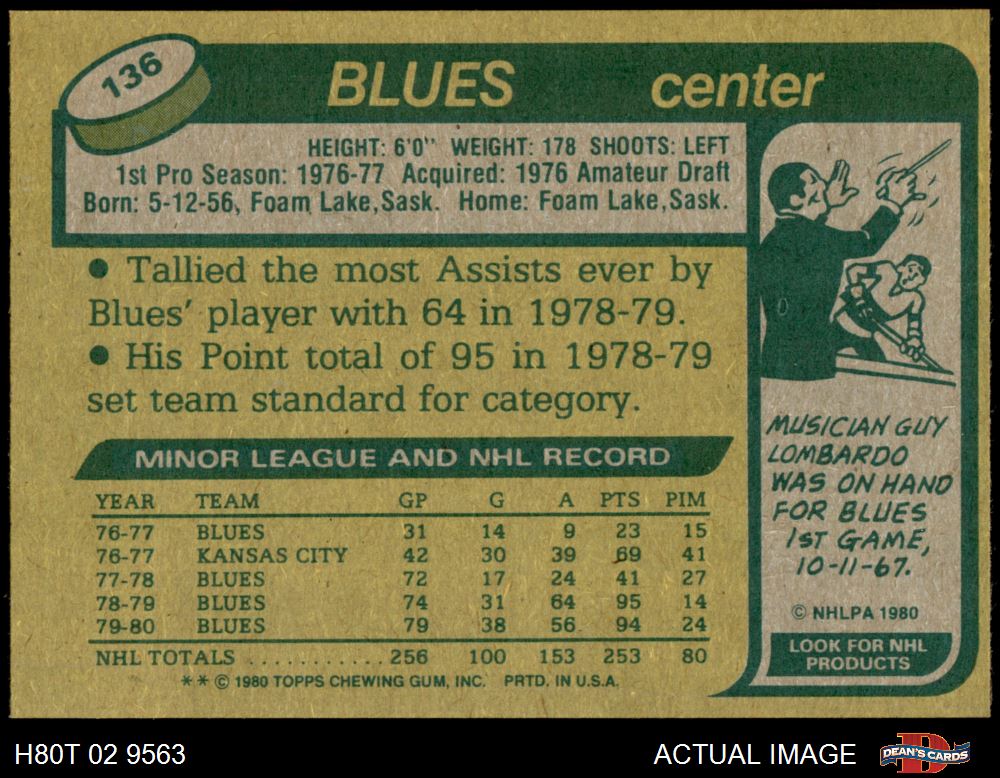 136
BLUES center
HEIGHT: 6'0" WEIGHT: 178 SHOOTS: LEFT
1st Pro Season: 1976-77 Acquired: 1976 Amateur Draft
Born: 5-12-56, Foam Lake, Sask. Home: Foam Lake, Sask.
• Tallied the most Assists ever by
Blues' player with 64 in 1978-79.
• His Point total of 95 in 1978-79
set team standard for category.
MINOR LEAGUE AND NHL RECORD
YEAR TEAM GP G A PTS PIM
76-77 BLUES 31 14 9 23 15
76-77 KANSAS CITY 42 30 39 69 41
77-78 BLUES 72 17 24 41 27
78-79 BLUES 74 31 64 95 14
79-80 BLUES 79 38 56 94 24
NHL TOTALS ........... 256 100 153 253 80
** © 1980 TOPPS CHEWING GUM, INC. PRTD. IN U.S.A.
MUSICIAN GUY
LOMBARDO
WAS ON HAND
FOR BLUES
1ST GAME,
10-11-67.
© NHLPA 1980
LOOK FOR NHL
PRODUCTS
H80T 02 9563
ACTUAL IMAGE
DEAN'S CARDS